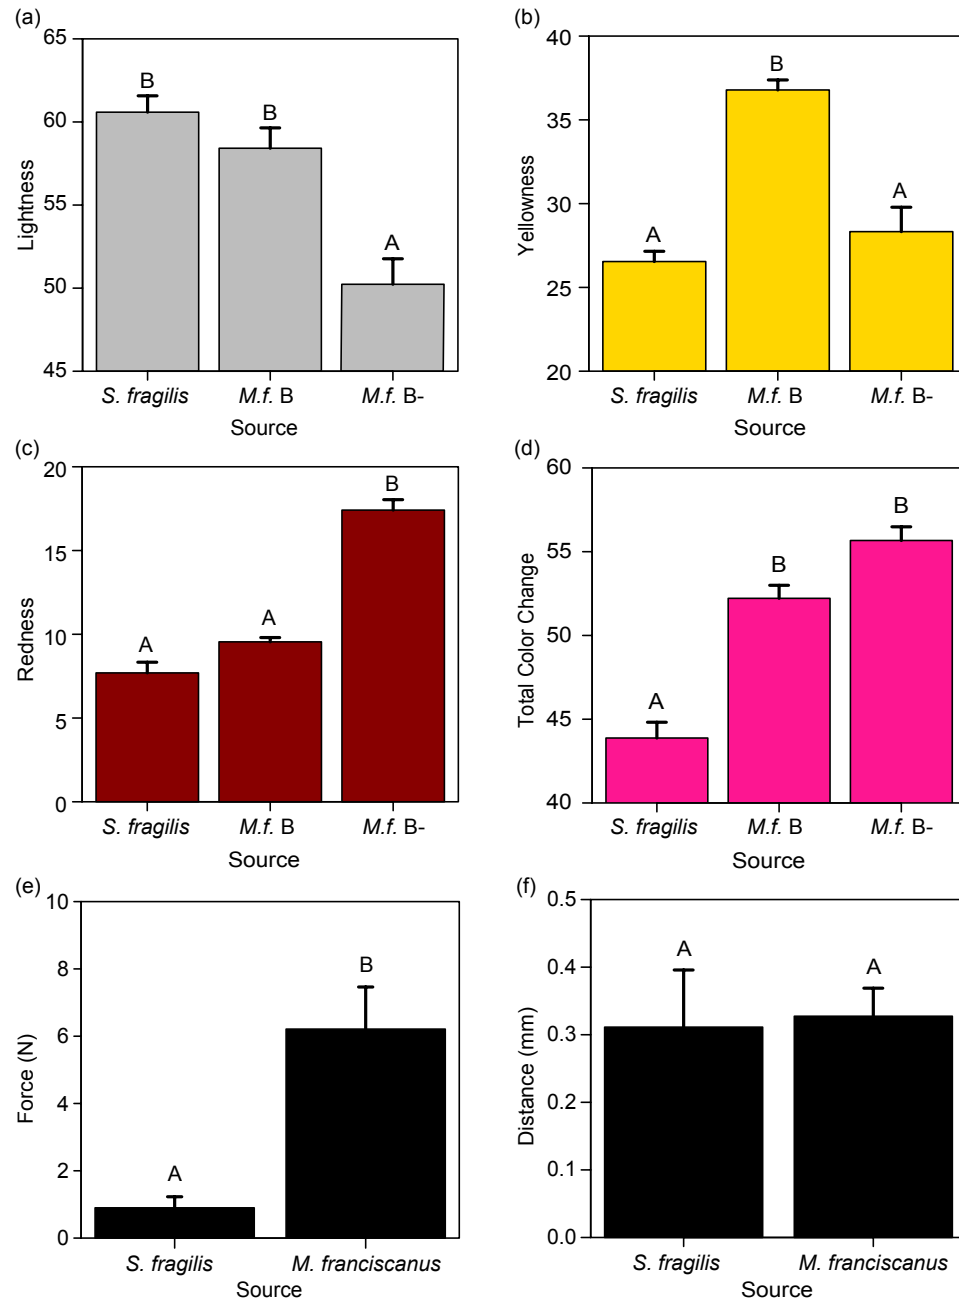 (a)
65
60
55
50
45
Lightness
B
B
A
S. fragilis M.f. B M.f. B-
Source
(b)
40
35
30
25
20
Yellowness
A
B
A
S. fragilis M.f. B M.f. B-
Source
(c)
20
15
10
5
0
Redness
A
A
B
S. fragilis M.f. B M.f. B-
Source
(d)
60
55
50
45
40
Total Color Change
A
B
B
S. fragilis M.f. B M.f. B-
Source
(e)
10
8
6
4
2
0
Force (N)
A
B
S. fragilis M. franciscanus
Source
(f)
0.5
0.4
0.3
0.2
0.1
0.0
Distance (mm)
A
A
S. fragilis M. franciscanus
Source